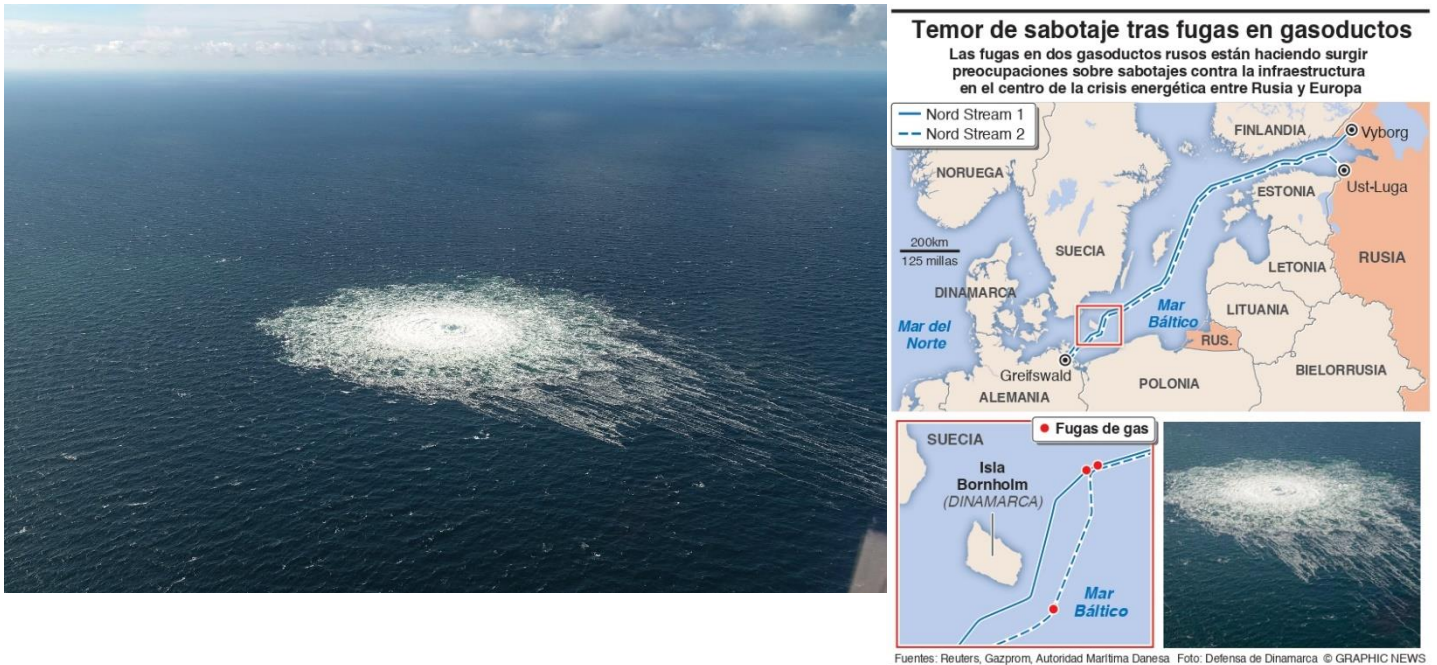 Temor de sabotaje tras fugas en gasoductos
Las fugas en dos gasoductos rusos están haciendo surgir
preocupaciones sobre sabotajes contra la infraestructura
en el centro de la crisis energética entre Rusia y Europa
Nord Stream 1
Nord Stream 2
FINLANDIA
Vyborg
NORUEGA
Ust-Luga
ESTONIA
200km
125 millas
SUECIA
RUSIA
LETONIA
DINAMARCA
Mar
Báltico
LITUANIA
Mar del
Norte
RUS.
Greifswald
BIELORRUSIA
POLONIA
ALEMANIA
Fugas de gas
SUECIA
Isla
Bornholm
(DINAMARCA)
Mar
Báltico
Fuentes: Reuters, Gazprom, Autoridad Marítima Danesa Foto: Defensa de Dinamarca © GRAPHIC NEWS